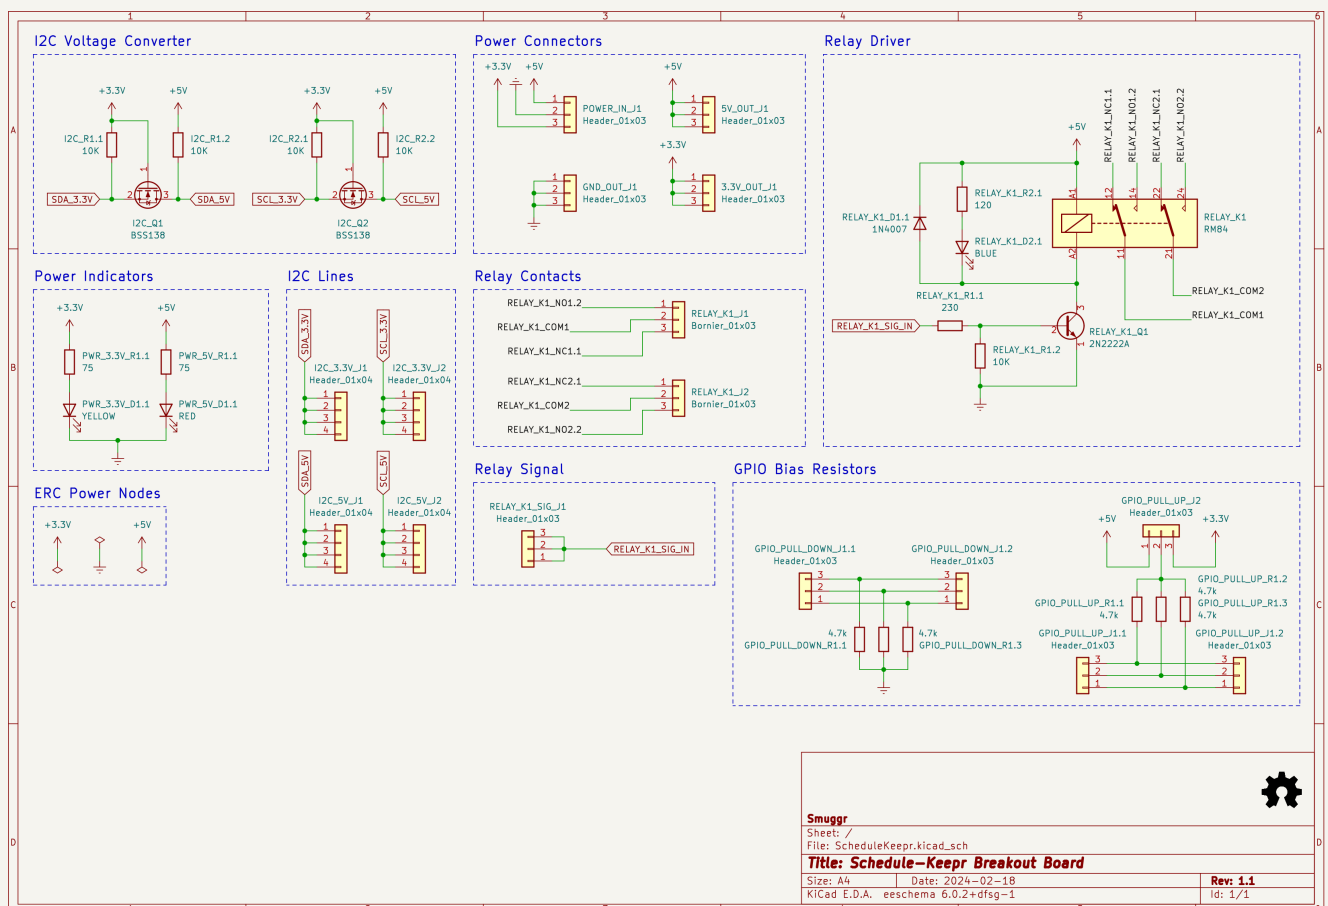 1 2 3 4 5 6
I2C Voltage Converter
+3.3V +5V +3.3V +5V
I2C_R1.1
10K
I2C_R1.2
10K
I2C_R2.1
10K
I2C_R2.2
10K
1 1
SDA_3.3V 2 3 SDA_5V SCL_3.3V 2 3 SCL_5V
I2C_Q1
BSS138
I2C_Q2
BSS138
Power Connectors
+3.3V +5V +5V
1
2
3
POWER_IN_J1
Header_01x03
1
2
3
5V_OUT_J1
Header_01x03
+3.3V
1
2
3
GND_OUT_J1
Header_01x03
1
2
3
3.3V_OUT_J1
Header_01x03
Relay Driver
RELAY_K1_NC1.1
RELAY_K1_NO1.2
RELAY_K1_NC2.1
RELAY_K1_NO2.2
+5V
A1 12 14 22 24
RELAY_K1_R2.1
120
RELAY_K1_D1.1
1N4007
RELAY_K1_D2.1
BLUE
RELAY_K1
RM84
A2 11 21
RELAY_K1_COM2
RELAY_K1_COM1
RELAY_K1_R1.1
230
RELAY_K1_SIG_IN
2 3 1
RELAY_K1_Q1
2N2222A
RELAY_K1_R1.2
10K
A A
Power Indicators
+3.3V +5V
PWR_3.3V_R1.1
75
PWR_5V_R1.1
75
PWR_3.3V_D1.1
YELLOW
PWR_5V_D1.1
RED
I2C Lines
SDA_3.3V SCL_3.3V
I2C_3.3V_J1
Header_01x04
I2C_3.3V_J2
Header_01x04
1 1
2 2
3 3
4 4
SDA_5V SCL_5V
I2C_5V_J1
Header_01x04
I2C_5V_J2
Header_01x04
1 1
2 2
3 3
4 4
Relay Contacts
RELAY_K1_NO1.2 1
RELAY_K1_COM1 2
RELAY_K1_NC1.1 3
RELAY_K1_J1
Bornier_01x03
RELAY_K1_NC2.1 1
RELAY_K1_COM2 2
RELAY_K1_NO2.2 3
RELAY_K1_J2
Bornier_01x03
B B
ERC Power Nodes
+3.3V +5V
Relay Signal
RELAY_K1_SIG_J1
Header_01x03
3
2
1
RELAY_K1_SIG_IN
GPIO Bias Resistors
GPIO_PULL_DOWN_J1.1
Header_01x03
GPIO_PULL_DOWN_J1.2
Header_01x03
3 3
2 2
1 1
4.7k 4.7k
GPIO_PULL_DOWN_R1.1 GPIO_PULL_DOWN_R1.3
GPIO_PULL_UP_J2
Header_01x03
+5V +3.3V
1 2 3
GPIO_PULL_UP_R1.2
4.7k
GPIO_PULL_UP_R1.1
4.7k
GPIO_PULL_UP_R1.3
4.7k
GPIO_PULL_UP_J1.1
Header_01x03
GPIO_PULL_UP_J1.2
Header_01x03
3 3
2 2
1 1
C C
D D
Smuggr
Sheet: /
File: ScheduleKeepr.kicad_sch
Title: Schedule-Keepr Breakout Board
Size: A4 Date: 2024-02-18 Rev: 1.1
KiCad E.D.A. eeschema 6.0.2+dfsg-1 Id: 1/1